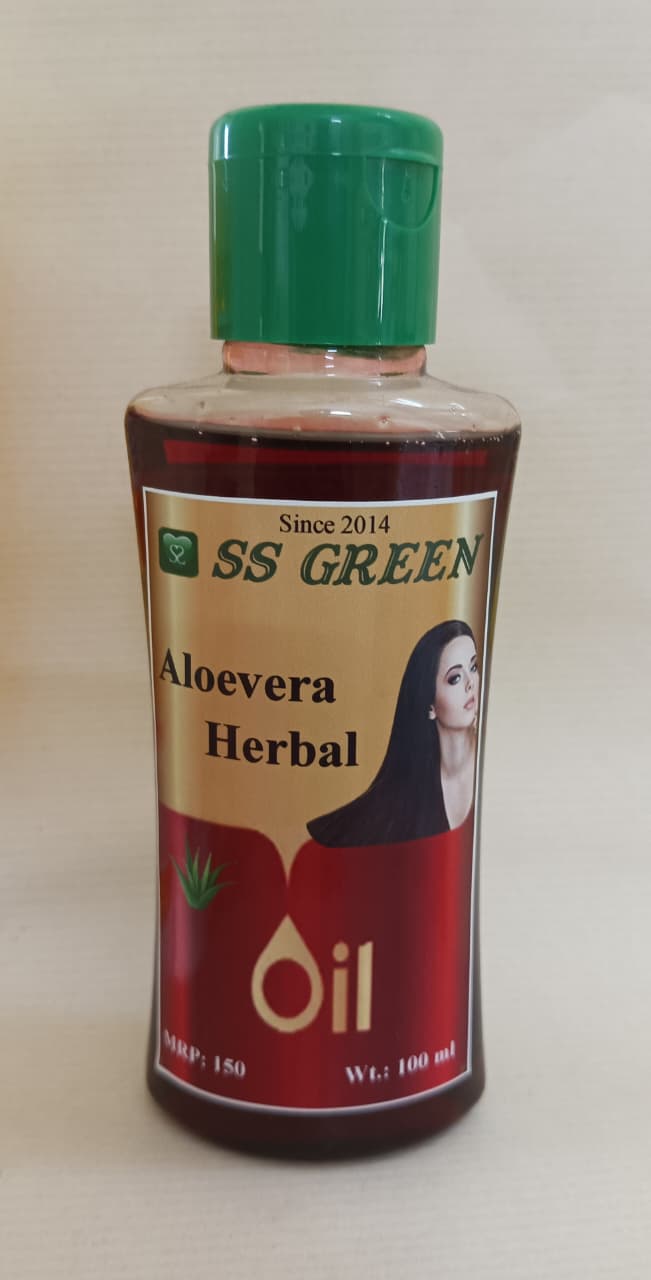 Since 2014
SS GREEN
Aloevera
Herbal
Oil
MRP; 150
Wt.: 100 ml